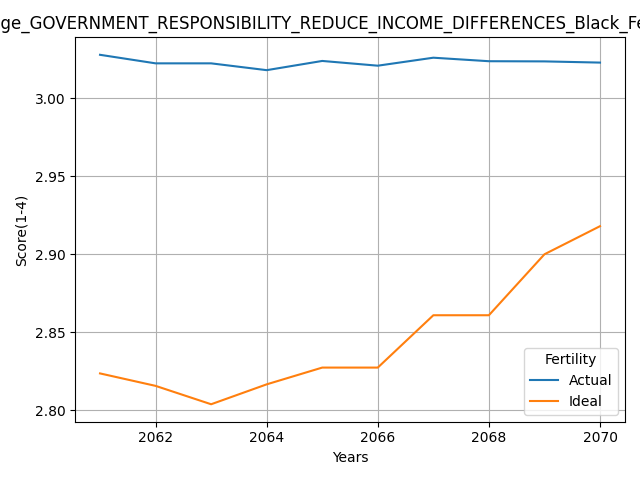 ge_GOVERNMENT_RESPONSIBILITY_REDUCE_INCOME_DIFFERENCES_Black_Fe
3.00
2.95
2.90
2.85
2.80
Score(1-4)
Fertility
Actual
Ideal
2062 2064 2066 2068 2070
Years